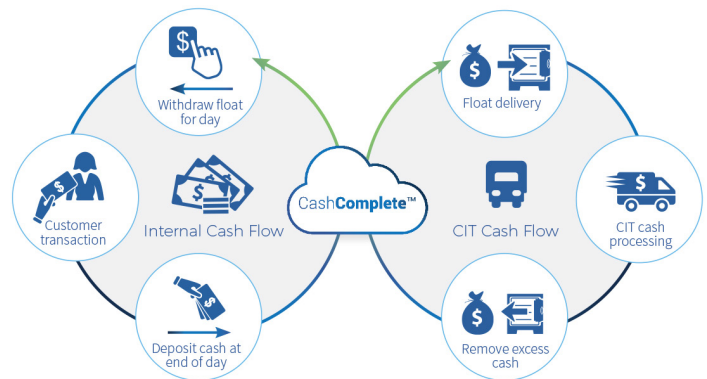 $
Withdraw float
for day
$
Float delivery
$
Customer
transaction
$
Internal Cash Flow
CashComplete™
CIT Cash Flow
$
CIT cash
processing
$
Deposit cash at
end of day
$
Remove excess
cash